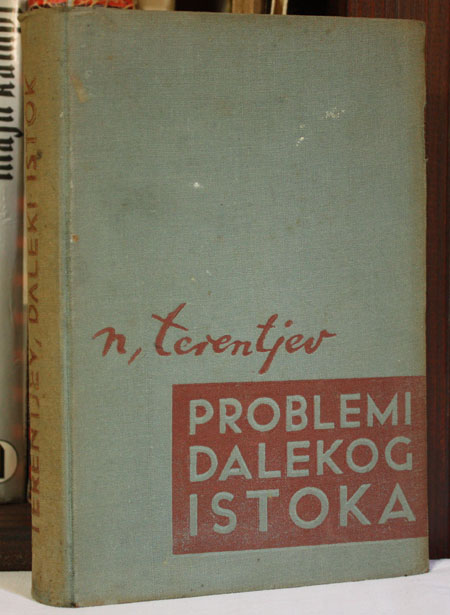 n, terentjev
PROBLEMI
DALEKOG
ISTOKA
TERENTJEV, DALEKI ISTOK